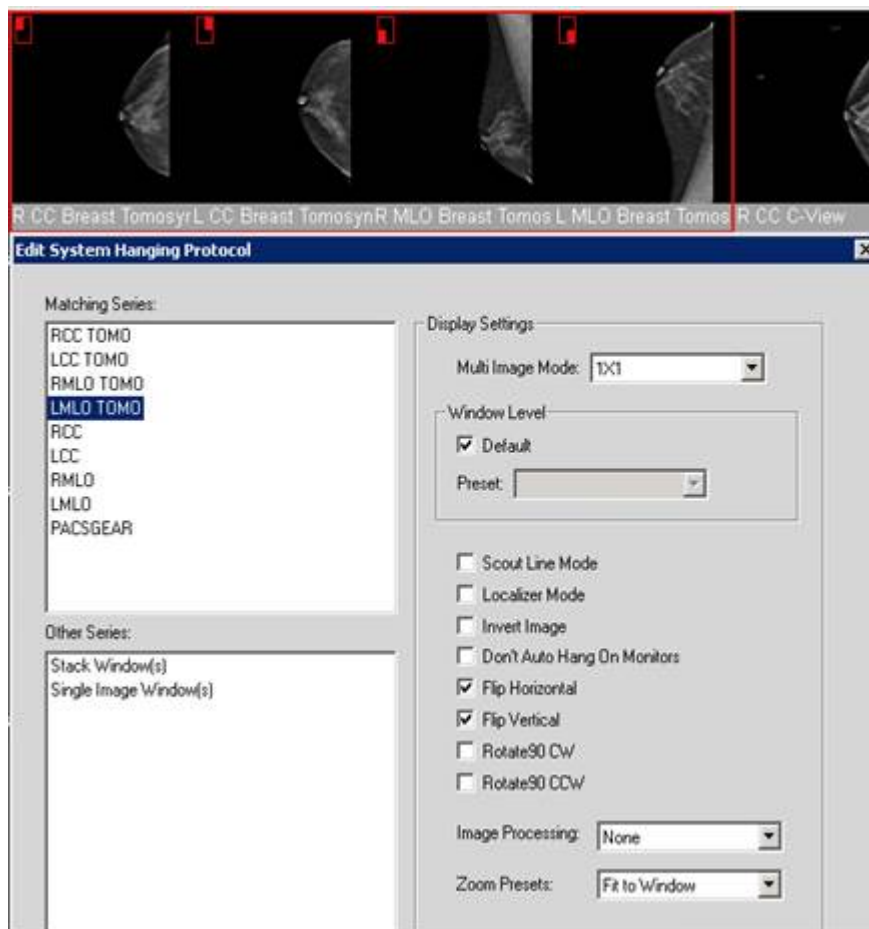 R CC Breast Tomosyr
L CC Breast Tomosyn
R MLO Breast Tomos
L MLO Breast Tomos
R CC C-View
Edit System Hanging Protocol
Matching Series:
RCC TOMO
LCC TOMO
RMLO TOMO
LMLO TOMO
RCC
LCC
RMLO
LMLO
PACSGEAR
Other Series:
Stack Window(s)
Single Image Window(s)
Display Settings
Multi Image Mode: 1X1
Window Level
Default
Preset:
Scout Line Mode
Localizer Mode
Invert Image
Don't Auto Hang On Monitors
Flip Horizontal
Flip Vertical
Rotate90 CW
Rotate90 CCW
Image Processing: None
Zoom Presets: Fit to Window